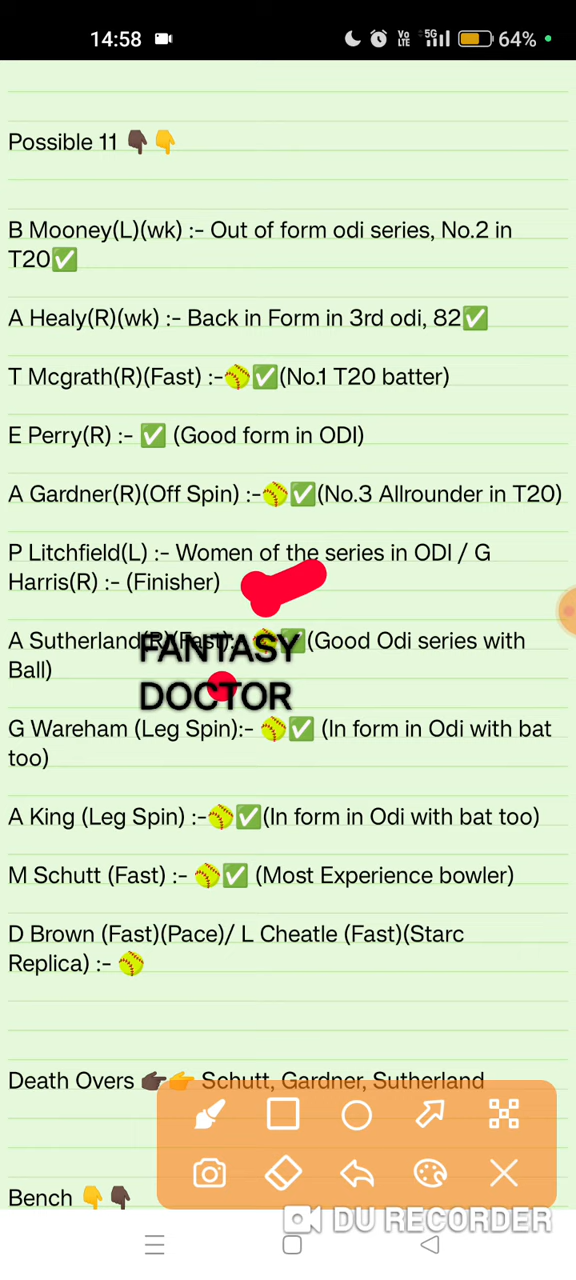 14:58 Vo LTE 5G 64%
Possible 11 👇🏿👇
B Mooney(L)(wk) :- Out of form odi series, No.2 in
T20✅
A Healy(R)(wk) :- Back in Form in 3rd odi, 82✅
T Mcgrath(R)(Fast) :-🥎✅(No.1 T20 batter)
E Perry(R) :- ✅ (Good form in ODI)
A Gardner(R)(Off Spin) :-🥎✅(No.3 Allrounder in T20)
P Litchfield(L) :- Women of the series in ODI / G
Harris(R) :- (Finisher)
A Sutherland(R)(Fast):- 🥎✅(Good Odi series with
Ball)
FANTASY
DOCTOR
G Wareham (Leg Spin):- 🥎✅ (In form in Odi with bat
too)
A King (Leg Spin) :-🥎✅(In form in Odi with bat too)
M Schutt (Fast) :- 🥎✅ (Most Experience bowler)
D Brown (Fast)(Pace)/ L Cheatle (Fast)(Starc
Replica) :- 🥎
Death Overs 👉🏿👉 Schutt, Gardner, Sutherland
Bench 👇👇🏿
DU RECORDER